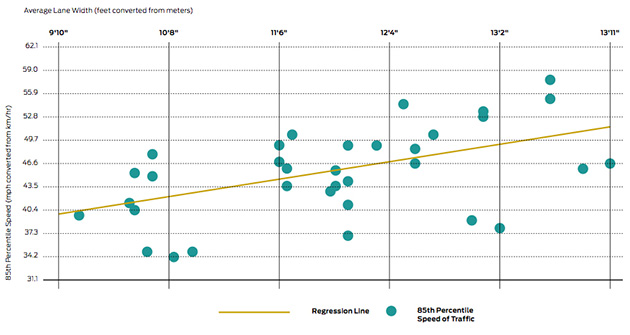 Average Lane Width (feet converted from meters)
9'10" 10'8" 11'6" 12'4" 13'2" 13'11"
62.1
59.0
55.9
52.8
49.7
46.6
43.5
40.4
37.3
34.2
31.1
85th Percentile Speed (mph converted from km/hr)
Regression Line
85th Percentile
Speed of Traffic